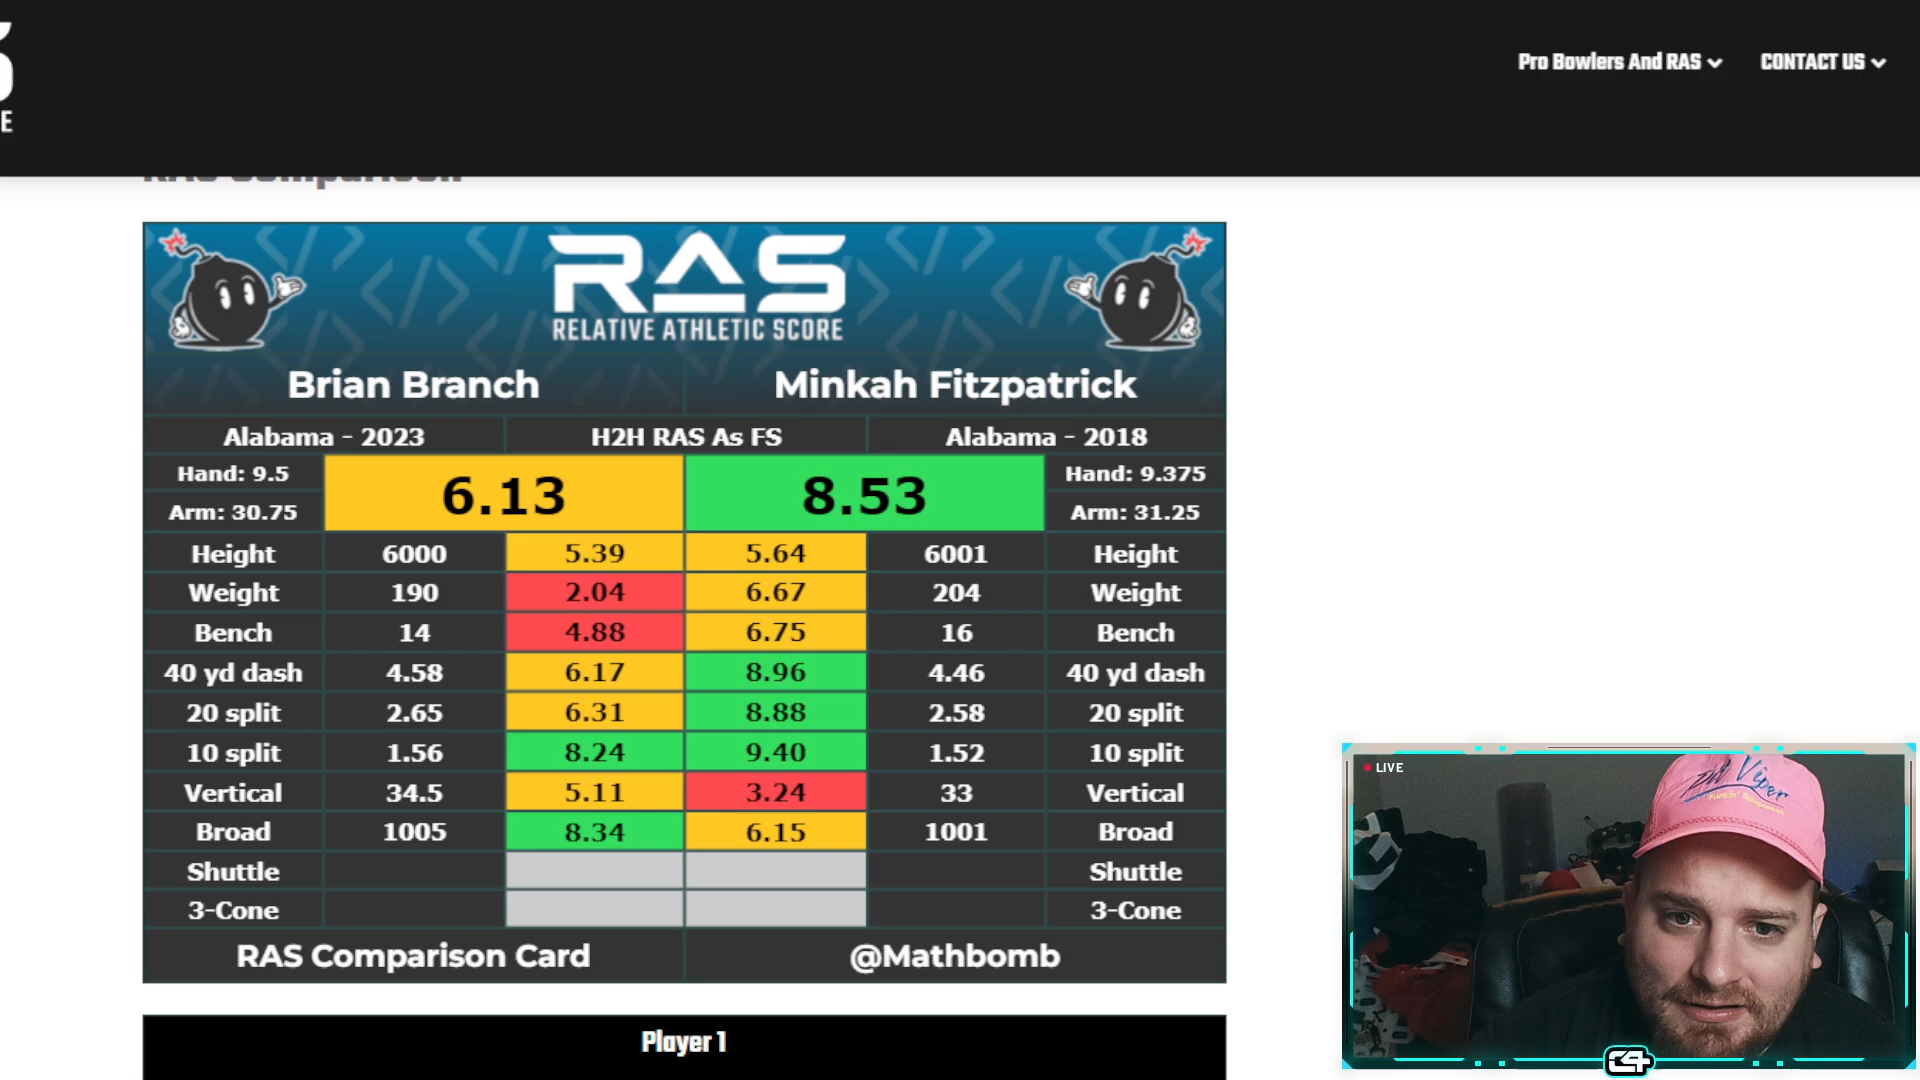 E
Pro Bowlers And RAS
CONTACT US
RAS Comparison
RAS
RELATIVE ATHLETIC SCORE
Brian Branch Minkah Fitzpatrick
Alabama - 2023 H2H RAS As FS Alabama - 2018
Hand: 9.5 6.13 8.53 Hand: 9.375
Arm: 30.75 Arm: 31.25
Height 6000 5.39 5.64 6001 Height
Weight 190 2.04 6.67 204 Weight
Bench 14 4.88 6.75 16 Bench
40 yd dash 4.58 6.17 8.96 4.46 40 yd dash
20 split 2.65 6.31 8.88 2.58 20 split
10 split 1.56 8.24 9.40 1.52 10 split
Vertical 34.5 5.11 3.24 33 Vertical
Broad 1005 8.34 6.15 1001 Broad
Shuttle Shuttle
3-Cone 3-Cone
RAS Comparison Card @Mathbomb
Player 1
LIVE
Viper